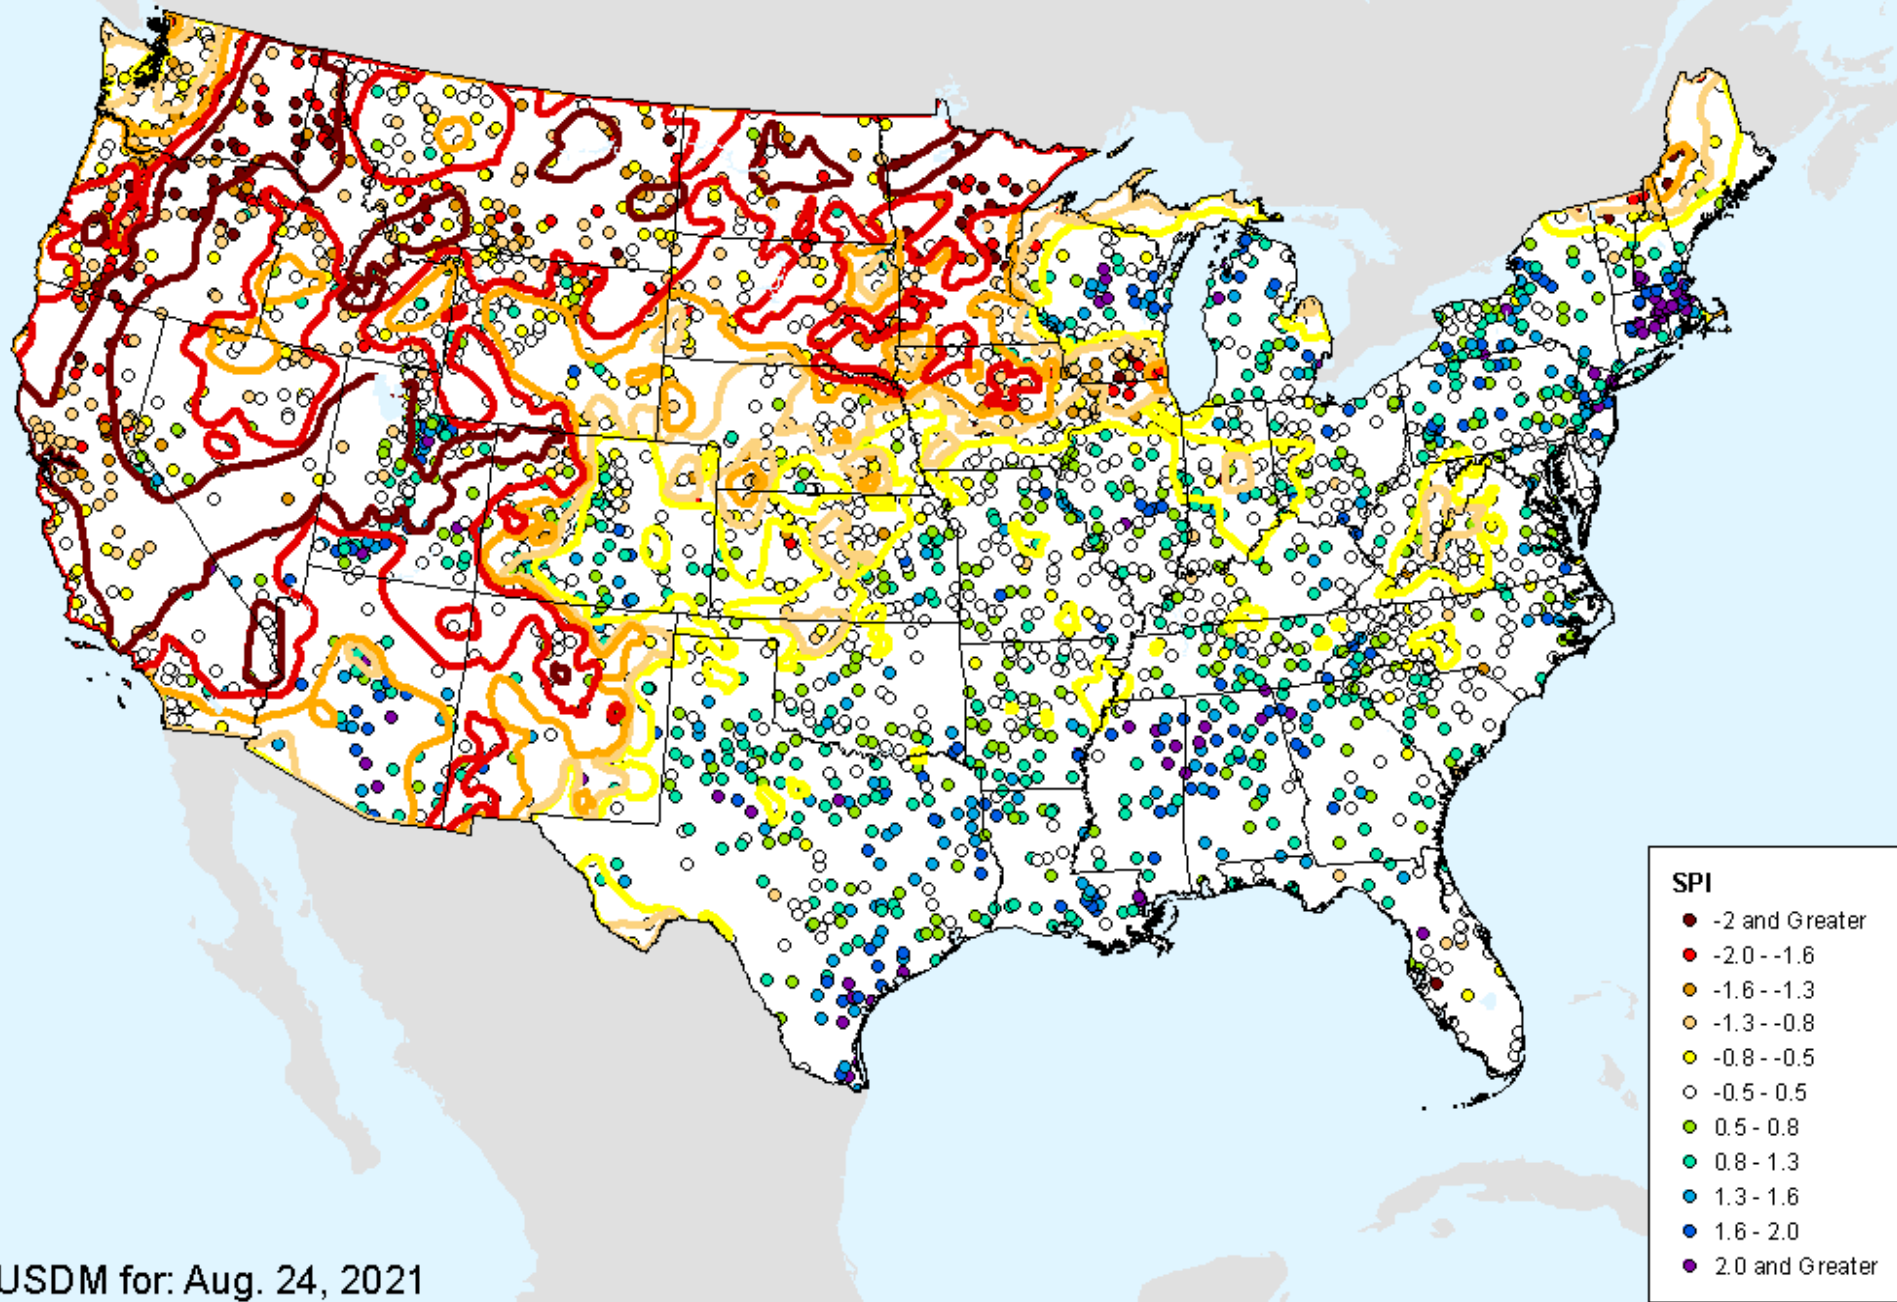 SPI
-2 and Greater
-2.0 - -1.6
-1.6 - -1.3
-1.3 - -0.8
-0.8 - -0.5
-0.5 - 0.5
0.5 - 0.8
0.8 - 1.3
1.3 - 1.6
1.6 - 2.0
2.0 and Greater
USDM for: Aug. 24, 2021